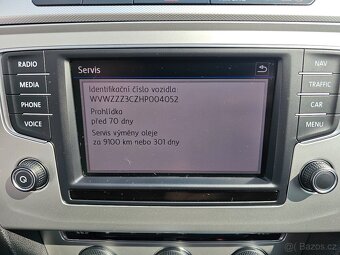 RADIO
MEDIA
PHONE
VOICE
Servis
Identifikační číslo vozidla:
WVWZZZ3CZHP004052
Prohlídka
před 70 dny
Servis výměny oleje
za 9100 km nebo 301 dny
NAV
TRAFFIC
CAR
MENU
bazos.cz